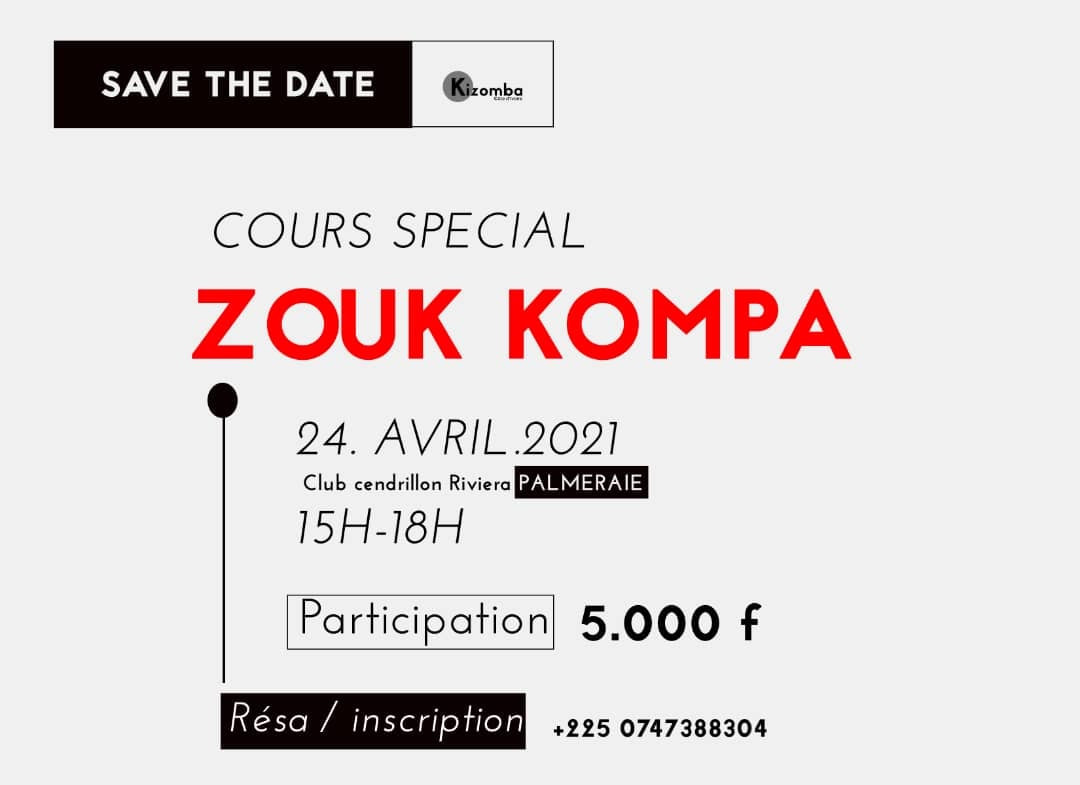 SAVE THE DATE
Kizomba
COURS SPECIAL
ZOUK KOMPA
24. AVRIL.2021
Club cendrillon Riviera PALMERAIE
15H-18H
Participation 5.000 f
Résa / inscription +225 0747388304